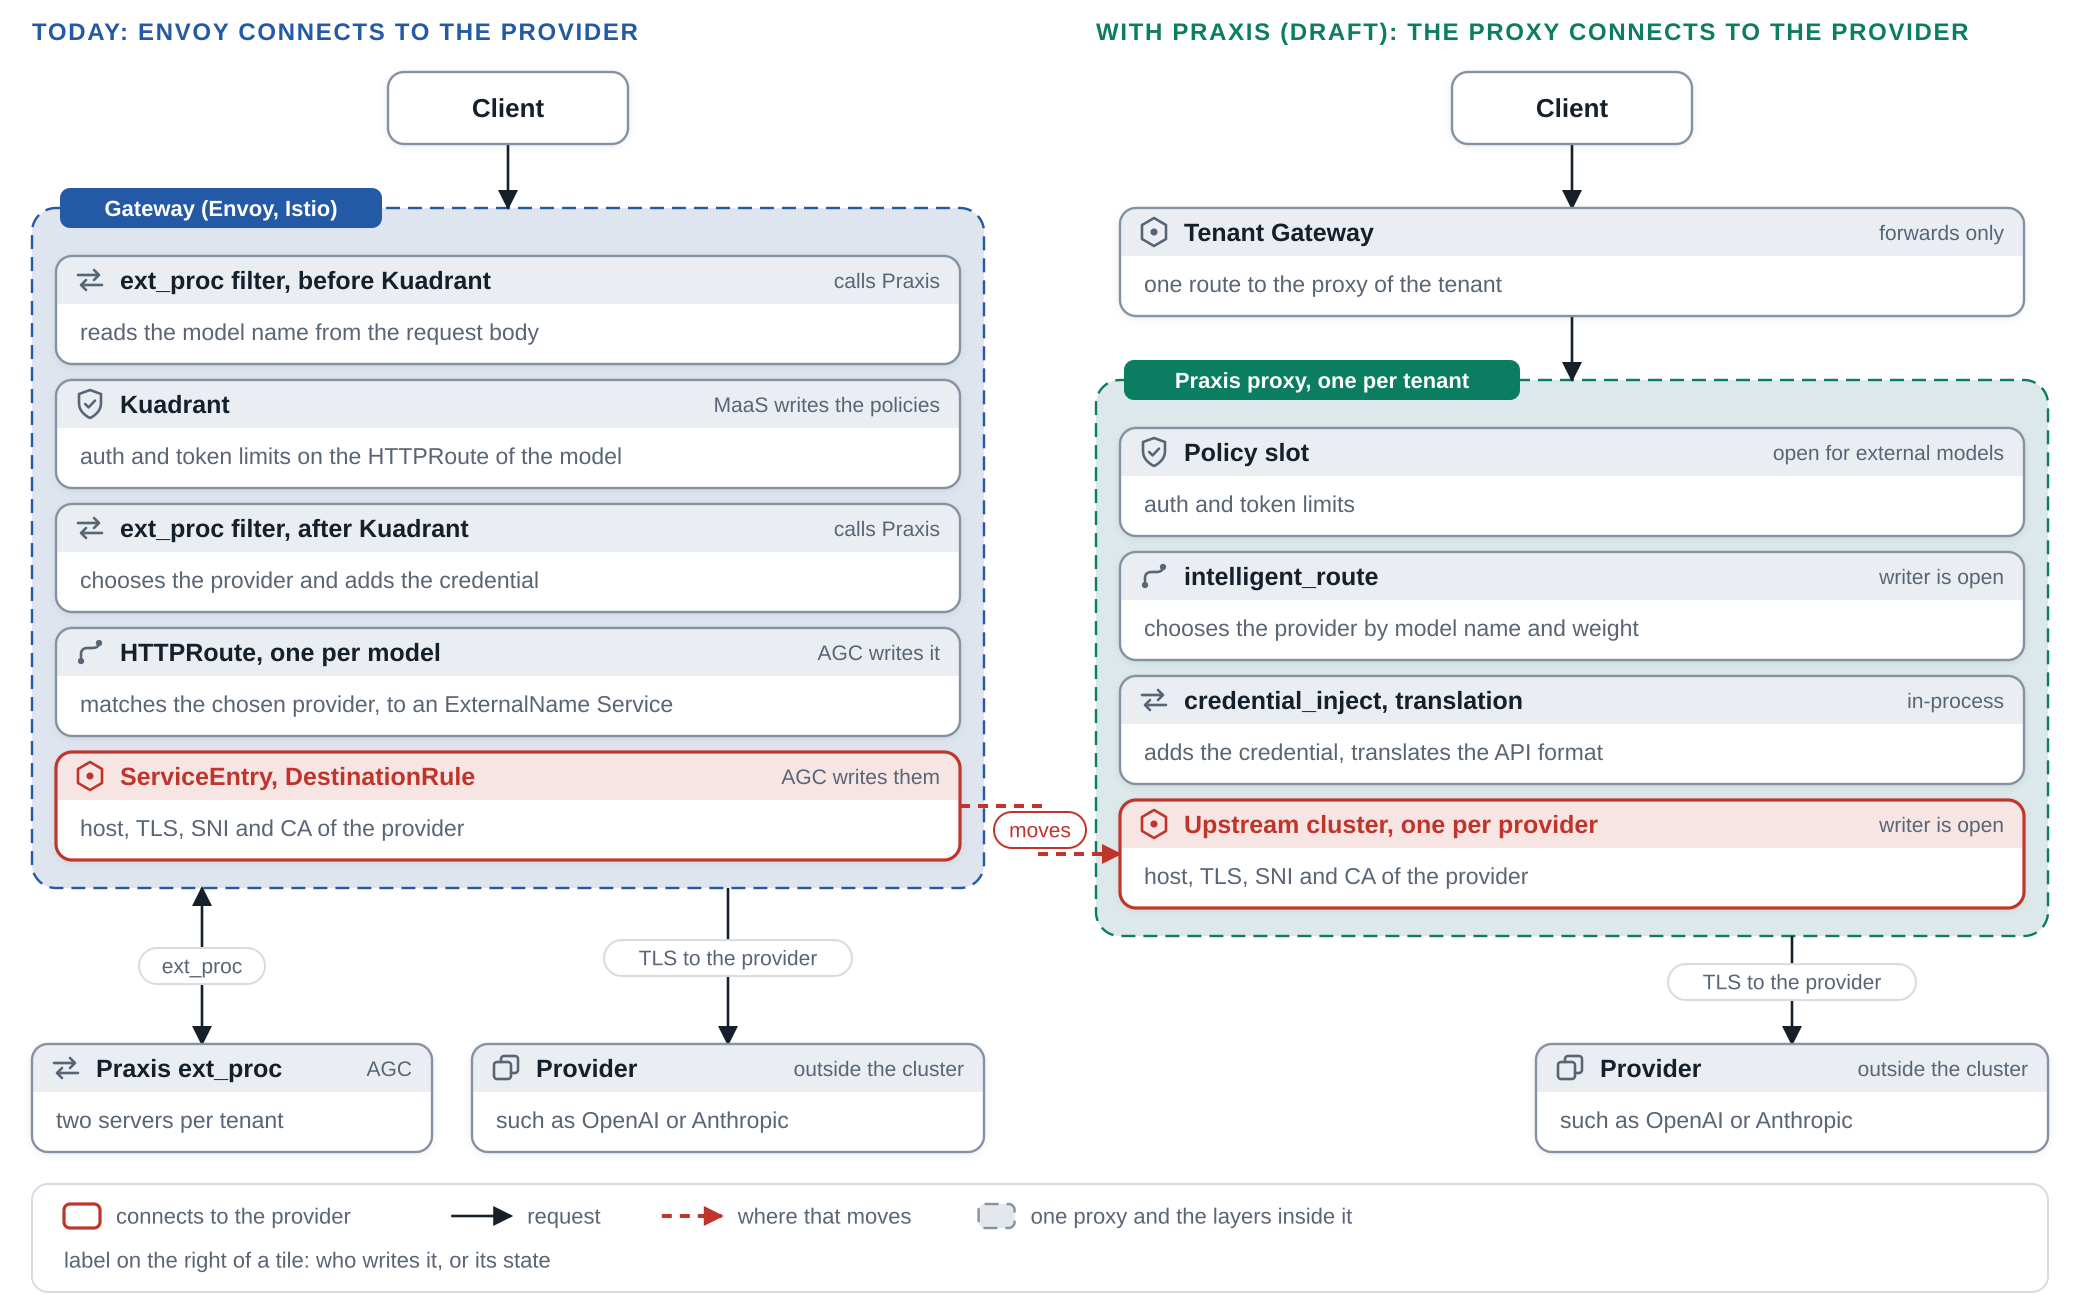 TODAY: ENVOY CONNECTS TO THE PROVIDER
Client
Gateway (Envoy, Istio)
ext_proc filter, before Kuadrant
calls Praxis
reads the model name from the request body
Kuadrant
MaaS writes the policies
auth and token limits on the HTTPRoute of the model
ext_proc filter, after Kuadrant
calls Praxis
chooses the provider and adds the credential
HTTPRoute, one per model
AGC writes it
matches the chosen provider, to an ExternalName Service
ServiceEntry, DestinationRule
AGC writes them
host, TLS, SNI and CA of the provider
moves
ext_proc
TLS to the provider
Praxis ext_proc
AGC
two servers per tenant
Provider
outside the cluster
such as OpenAI or Anthropic
WITH PRAXIS (DRAFT): THE PROXY CONNECTS TO THE PROVIDER
Client
Tenant Gateway
forwards only
one route to the proxy of the tenant
Praxis proxy, one per tenant
Policy slot
open for external models
auth and token limits
intelligent_route
writer is open
chooses the provider by model name and weight
credential_inject, translation
in-process
adds the credential, translates the API format
Upstream cluster, one per provider
writer is open
host, TLS, SNI and CA of the provider
TLS to the provider
Provider
outside the cluster
such as OpenAI or Anthropic
connects to the provider
request
where that moves
one proxy and the layers inside it
label on the right of a tile: who writes it, or its state